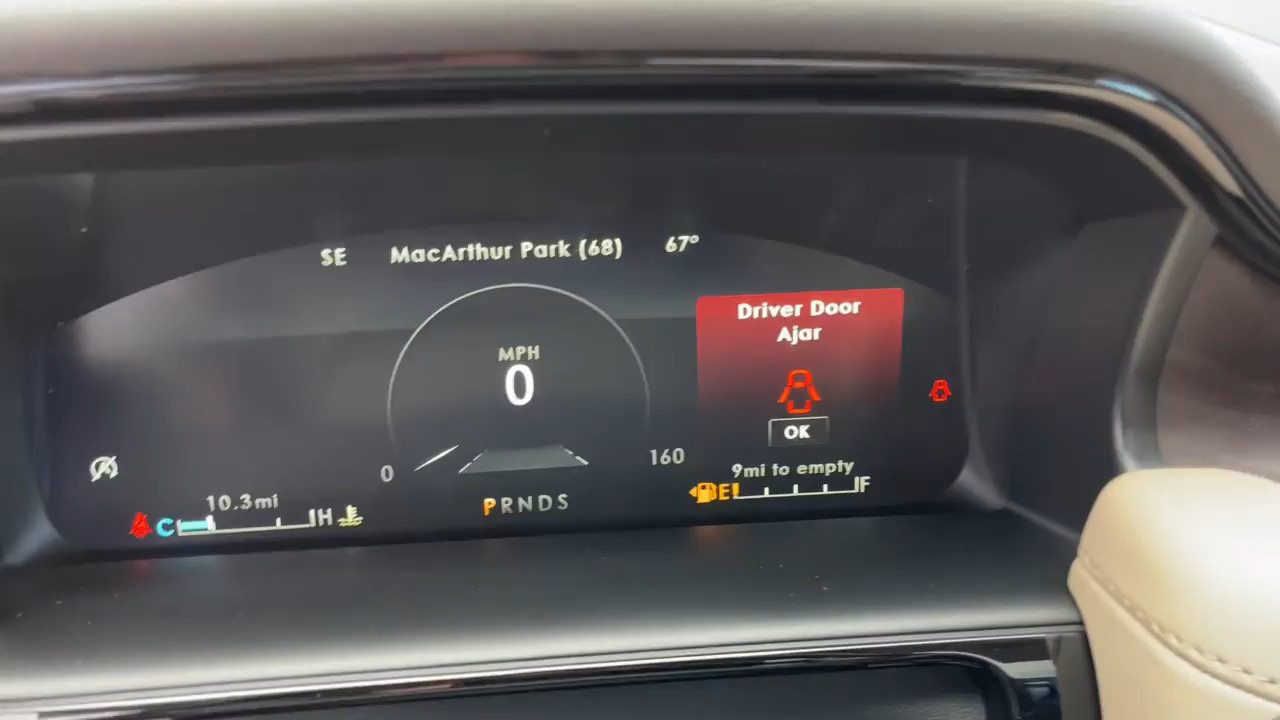 SE MacArthur Park (68) 67°
Driver Door
Ajar
MPH
0
OK
0 160
9mi to empty
E! F
10.3mi
PRNDS
C H